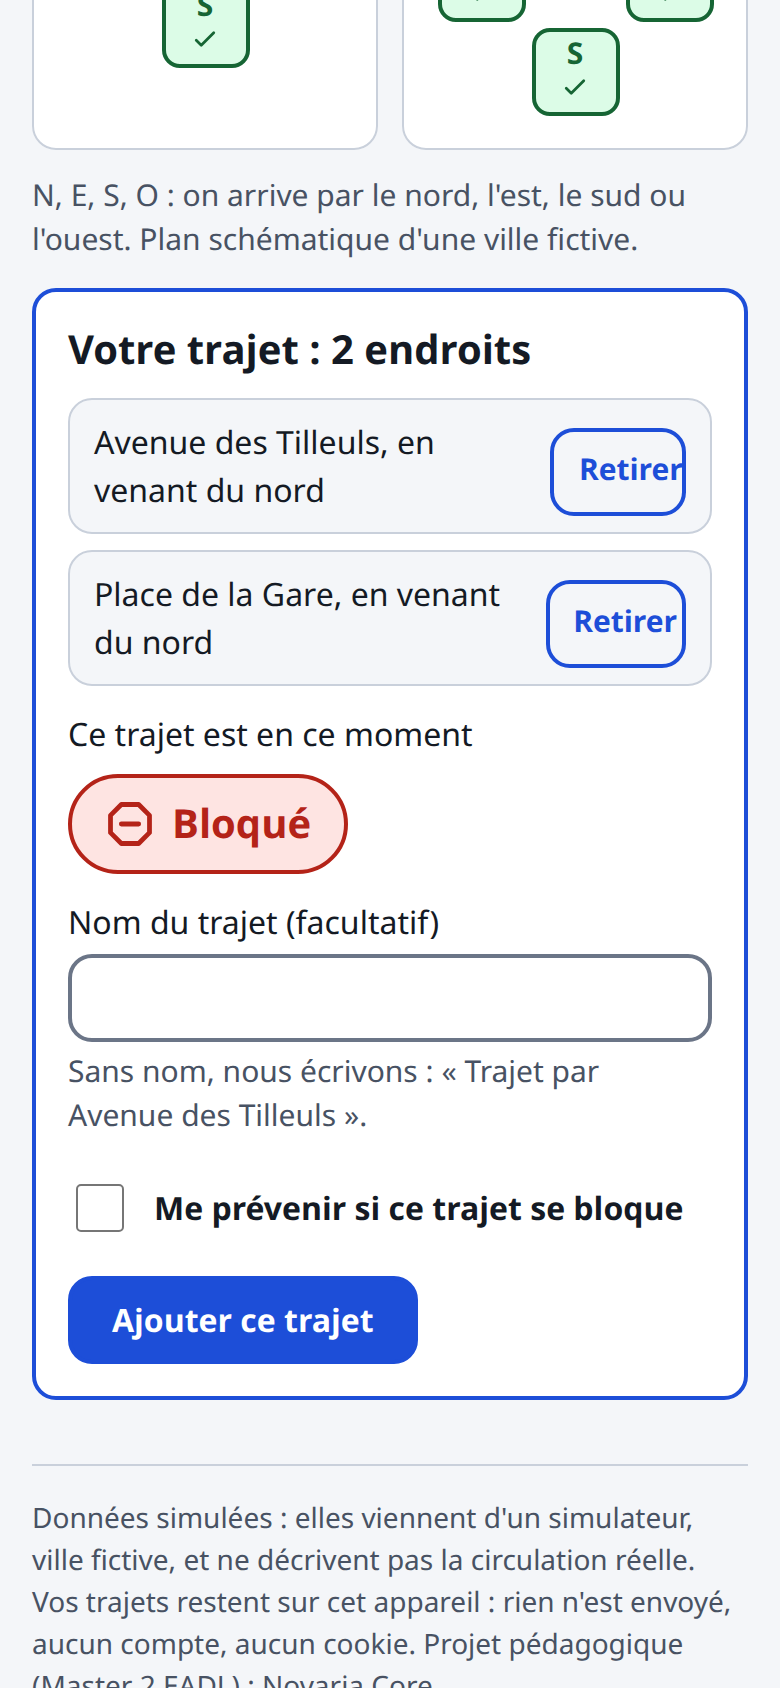 S
S
N, E, S, O : on arrive par le nord, l'est, le sud ou
l'ouest. Plan schématique d'une ville fictive.
Votre trajet : 2 endroits
Avenue des Tilleuls, en
venant du nord
Retirer
Place de la Gare, en venant
du nord
Retirer
Ce trajet est en ce moment
Bloqué
Nom du trajet (facultatif)
Sans nom, nous écrivons : « Trajet par
Avenue des Tilleuls ».
Me prévenir si ce trajet se bloque
Ajouter ce trajet
Données simulées : elles viennent d'un simulateur,
ville fictive, et ne décrivent pas la circulation réelle.
Vos trajets restent sur cet appareil : rien n'est envoyé,
aucun compte, aucun cookie. Projet pédagogique
(Master 2 EADL) : Novaria Core